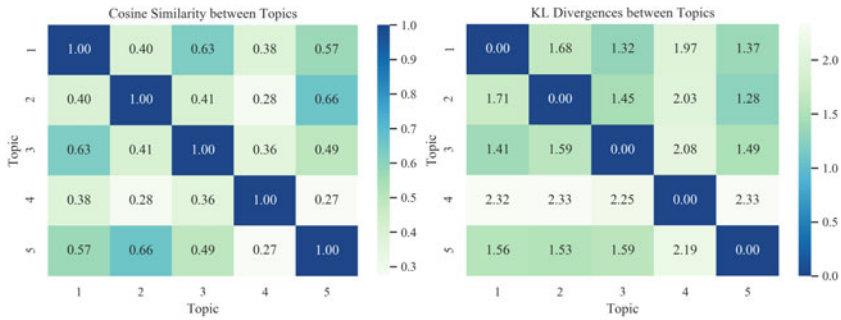 Cosine Similarity between Topics
1 1.00 0.40 0.63 0.38 0.57
2 0.40 1.00 0.41 0.28 0.66
3 0.63 0.41 1.00 0.36 0.49
4 0.38 0.28 0.36 1.00 0.27
5 0.57 0.66 0.49 0.27 1.00
1 2 3 4 5
Topic
Topic
1.0
0.9
0.8
0.7
0.6
0.5
0.4
0.3
KL Divergences between Topics
1 0.00 1.68 1.32 1.97 1.37
2 1.71 0.00 1.45 2.03 1.28
3 1.41 1.59 0.00 2.08 1.49
4 2.32 2.33 2.25 0.00 2.33
5 1.56 1.53 1.59 2.19 0.00
1 2 3 4 5
Topic
Topic
2.0
1.5
1.0
0.5
0.0